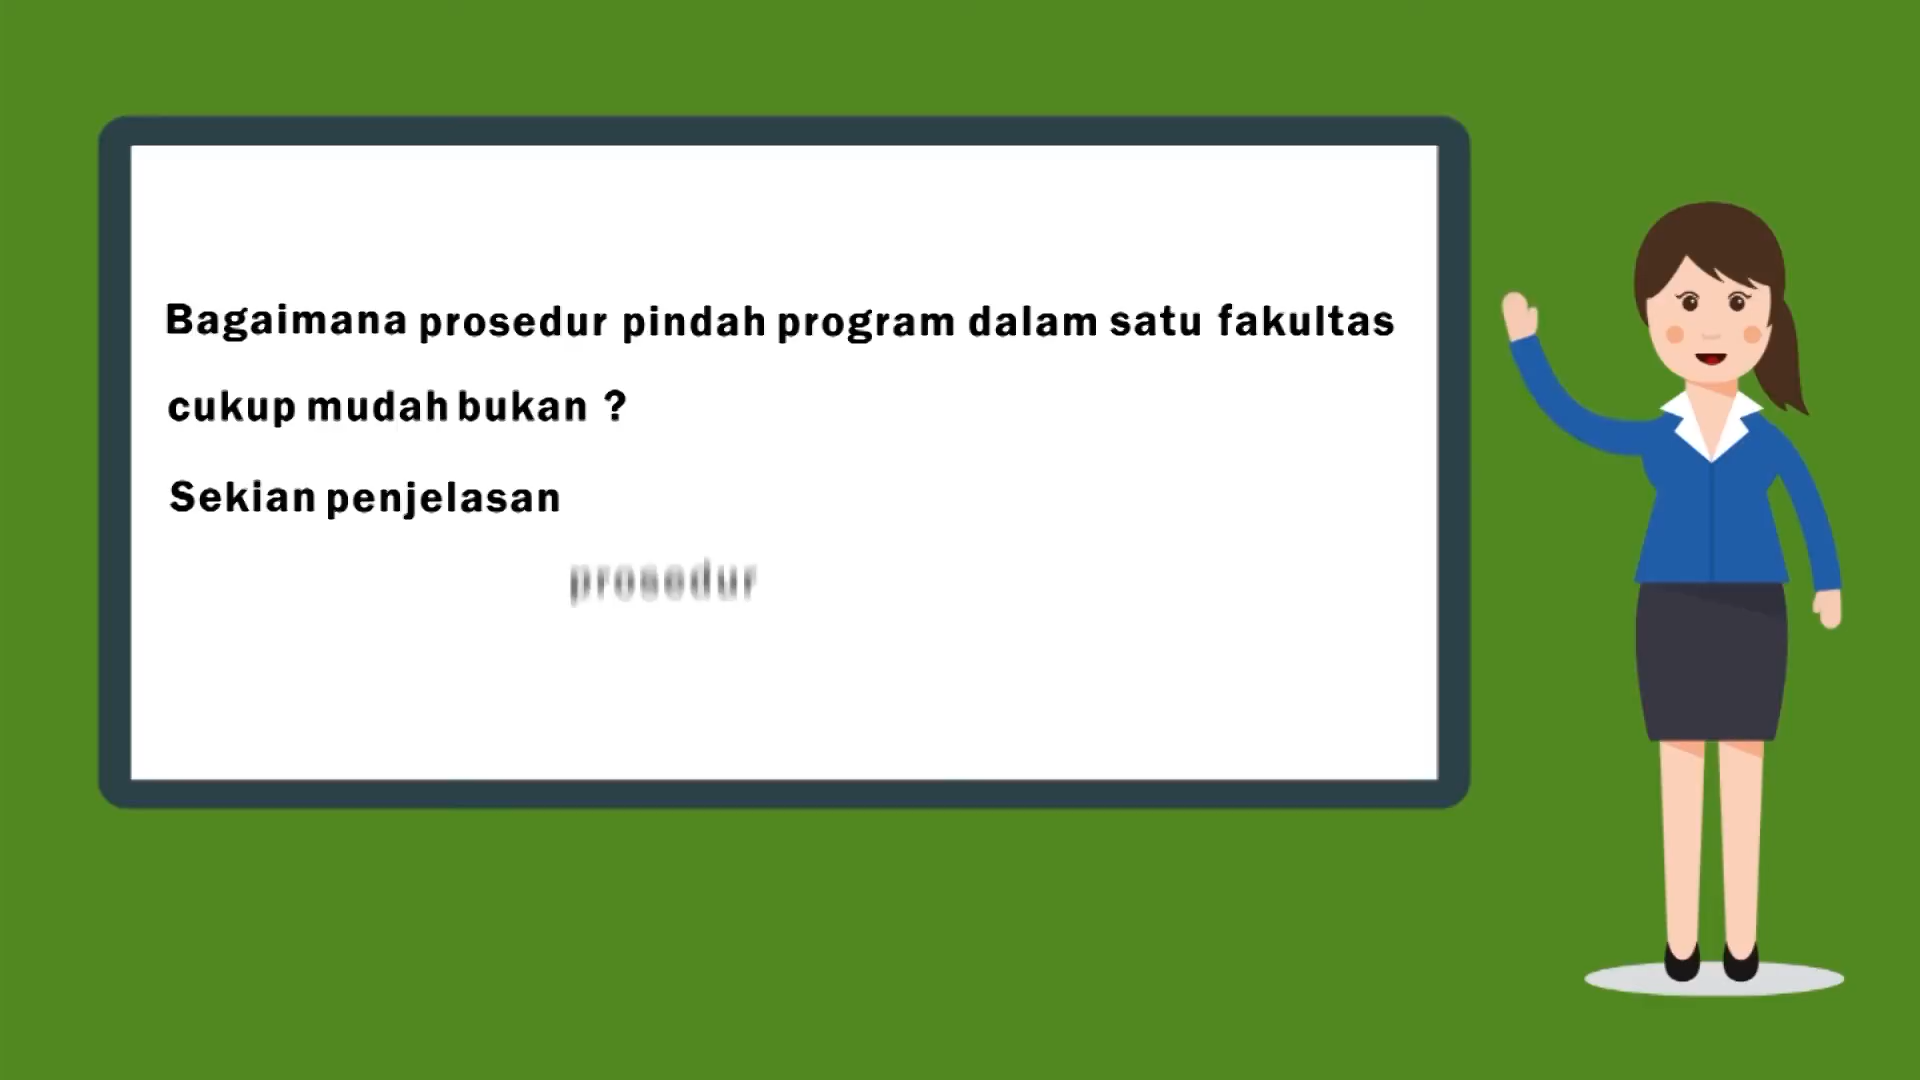 Bagaimana prosedur pindah program dalam satu fakultas
cukup mudah bukan ?
Sekian penjelasan
prosedur